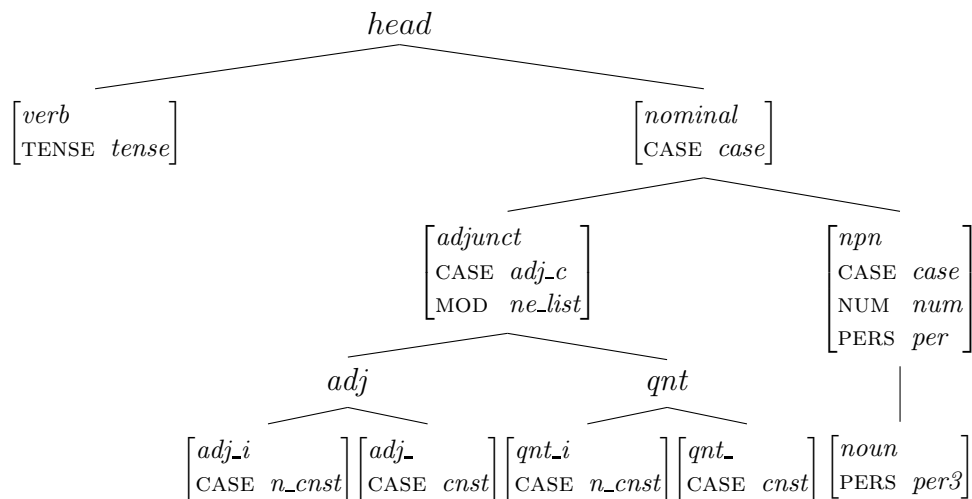 head
verb
TENSE tense
nominal
CASE case
adjunct
CASE adj_c
MOD ne_list
npn
CASE case
NUM num
PERS per
adj
qnt
adj_i
CASE n_cnst
adj_
CASE cnst
qnt_i
CASE n_cnst
qnt_
CASE cnst
noun
PERS per3